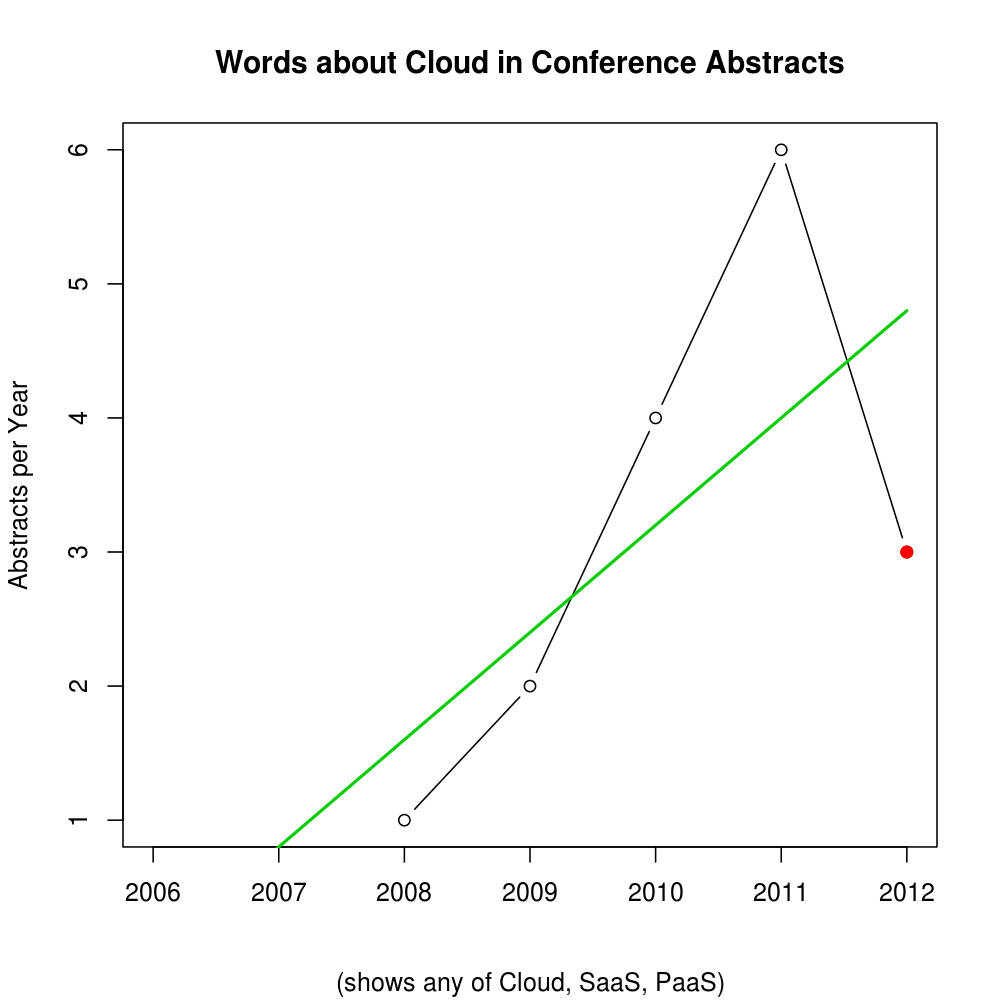 Words about Cloud in Conference Abstracts
Abstracts per Year
6
5
4
3
2
1
2006 2007 2008 2009 2010 2011 2012
(shows any of Cloud, SaaS, PaaS)